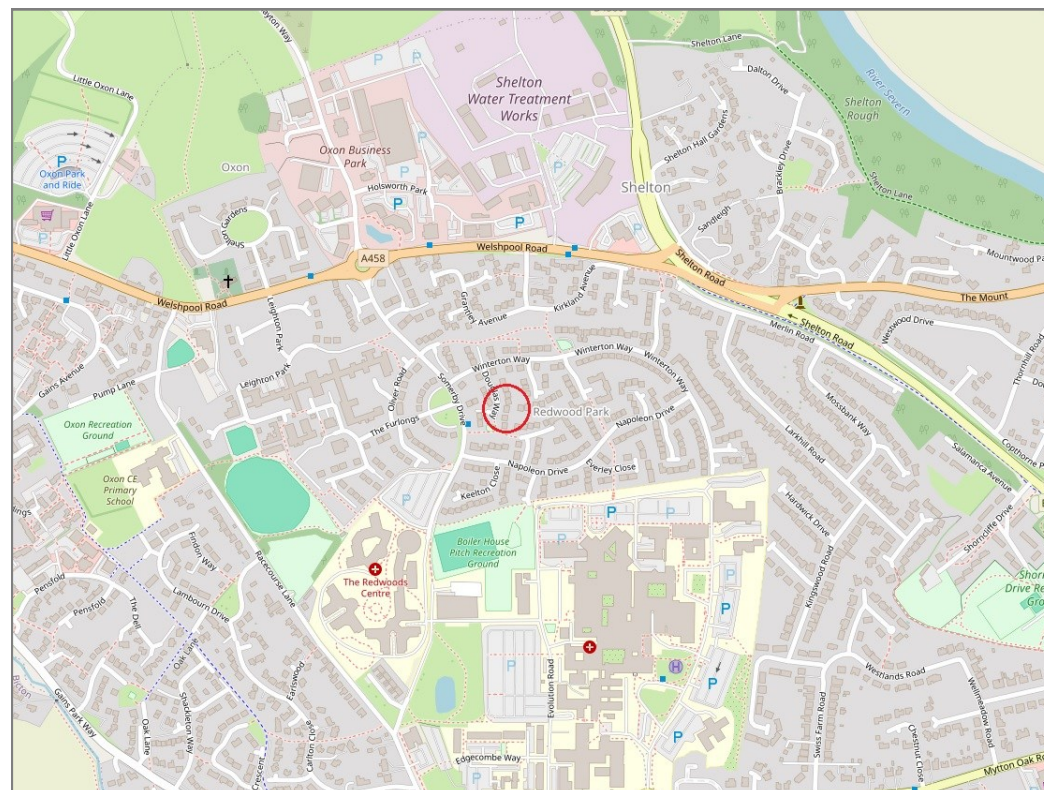 Clayton Way
Little Oxon Lane
Shelton
Water Treatment
Works
Shelton Lane
Dalton Drive
River Severn
Shelton
Rough
Oxon Business
Park
Oxon
Shelton Hall Gardens
Brackley Drive
P
Oxon Park
and Ride
Little Oxon Lane
Holsworth Park
Shelton
Shelton Lane
Sandleigh
Shelton Gardens
Welshpool Road
A458
Shelton Road
Mountwood Park
Welshpool Road
The Mount
Leighton Park
Grantley
Avenue
Kirkland Avenue
Shelton Road
Merlin Road
Westwood Drive
Thornhill Road
Gains Avenue
Pump Lane
Leighton Park
Oliver Road
Somerby Drive
Winterton Way
Winterton Way
Winterton Way
Douglas Way
Redwood Park
The Furlongs
Napoleon Drive
Mossbank Way
Larkhill Road
Copthorne
Salamanca Avenue
Oxon Recreation
Ground
Oxon CE
Primary
School
Napoleon Drive
Everley Close
Keelton Close
Hardwick Drive
Shorncliffe Drive
Boiler House
Pitch Recreation
Ground
Findon Way
Racecourse Lane
The Redwoods
Centre
Kingswood Road
Pensfold
Pensfold
The Dell
Lambourn Drive
Oak Lane
Bicton
Gains Park Way
Oak Lane
Shackleton Way
Fariswood
Carlton Close
Crescent
Evolution Road
H
Edgecombe Way
Westlands Road
Wellmeadow Road
Swiss Farm Road
Chestnut Close
Mytton Oak Road